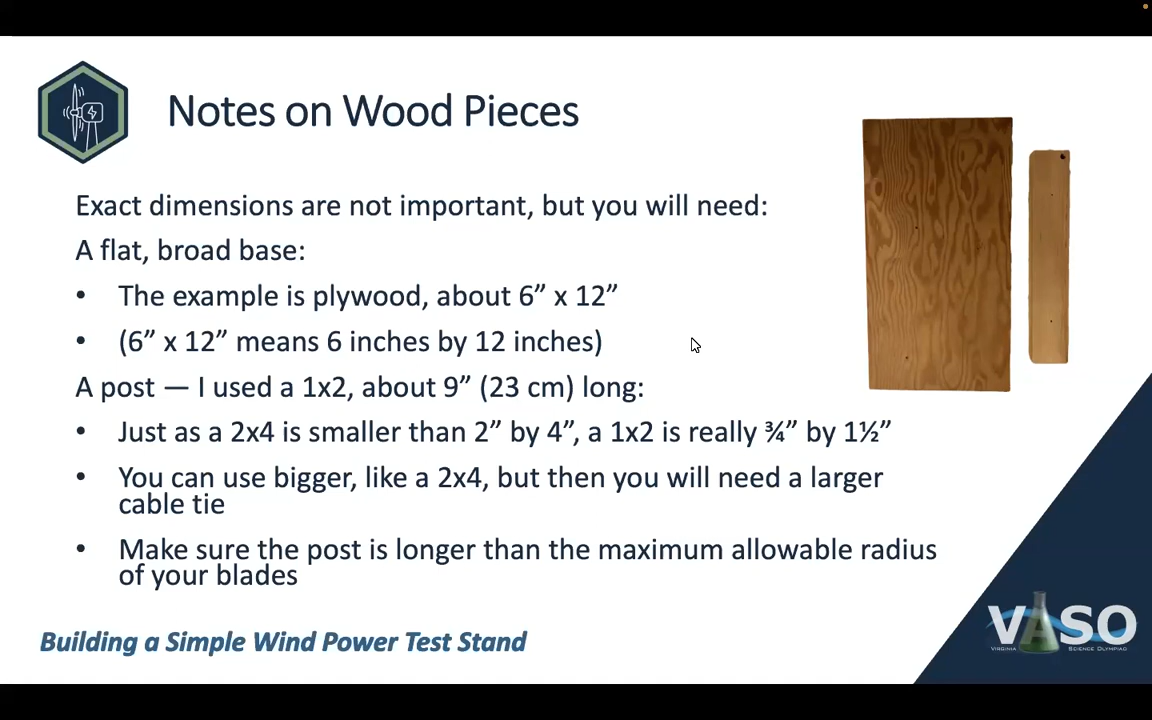 Notes on Wood Pieces
Exact dimensions are not important, but you will need:
A flat, broad base:
• The example is plywood, about 6” x 12”
• (6” x 12” means 6 inches by 12 inches)
A post — I used a 1x2, about 9” (23 cm) long:
• Just as a 2x4 is smaller than 2” by 4”, a 1x2 is really ¾” by 1½”
• You can use bigger, like a 2x4, but then you will need a larger
cable tie
• Make sure the post is longer than the maximum allowable radius
of your blades
Building a Simple Wind Power Test Stand
VASO
VIRGINIA SCIENCE OLYMPIAD